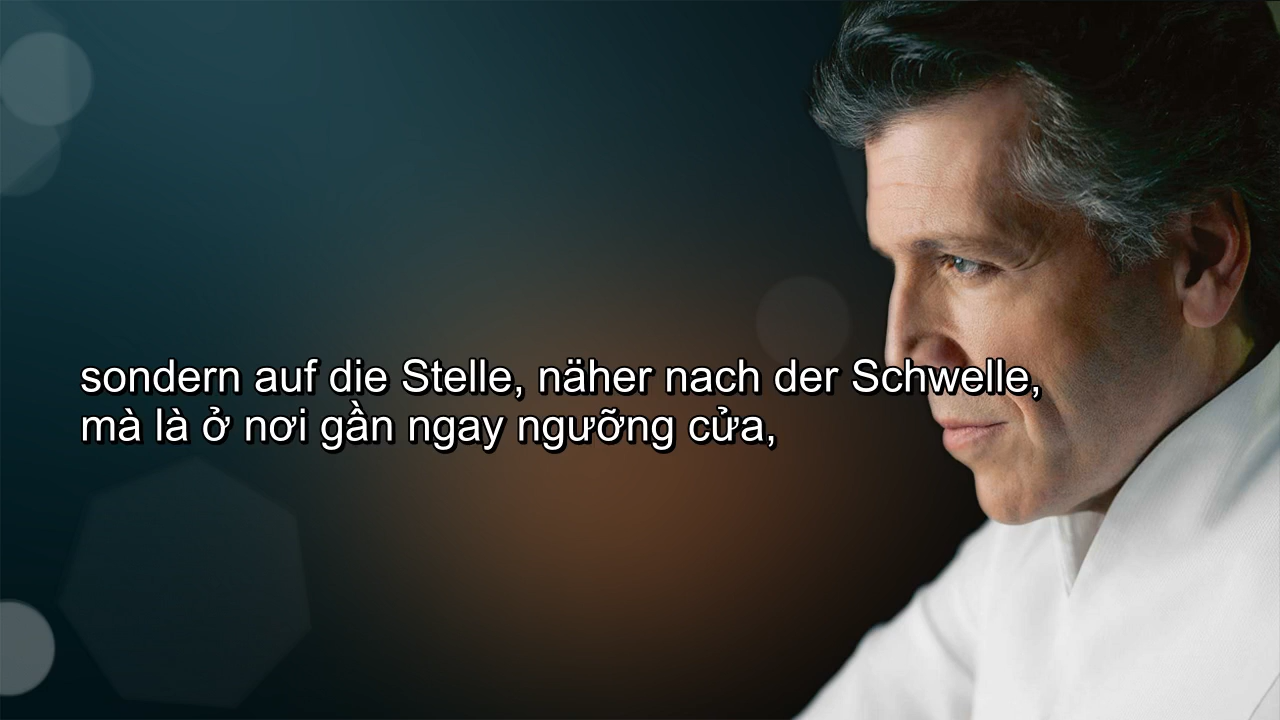 sondern auf die Stelle, näher nach der Schwelle,
mà là ở nơi gần ngay ngưỡng cửa,